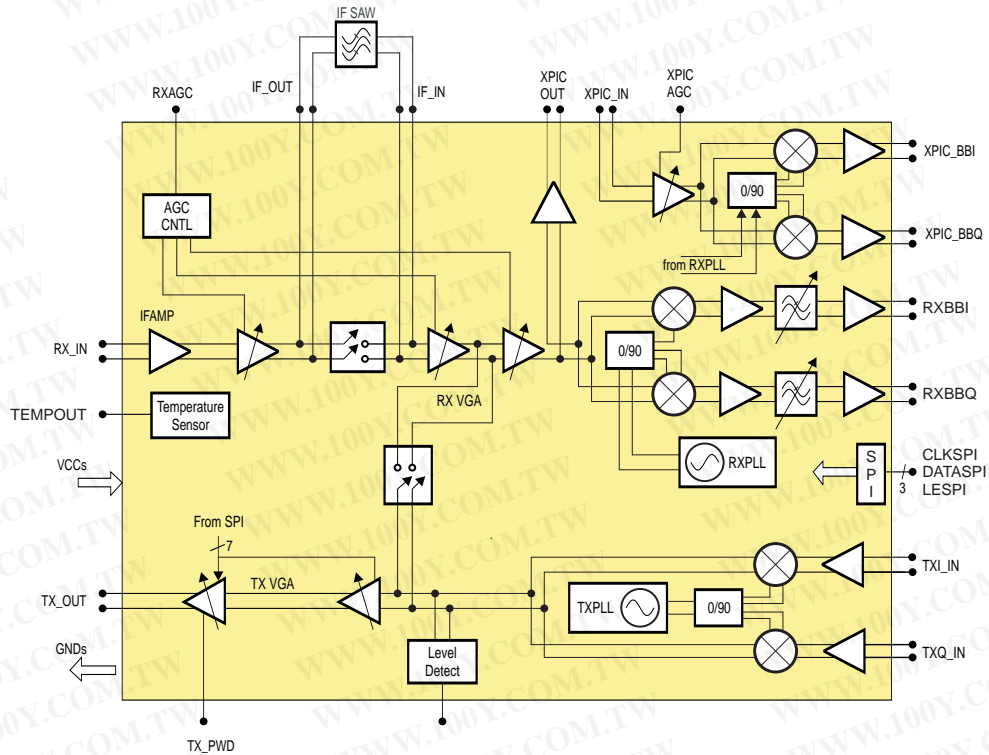 IF SAW
RXAGC
IF_OUT
IF_IN
XPIC
OUT
XPIC_IN
XPIC
AGC
XPIC_BBI
0/90
AGC
CNTL
XPIC_BBQ
from RXPLL
IFAMP
RXBBI
RX_IN
0/90
RX VGA
RXBBQ
TEMPOUT
Temperature
Sensor
VCCs
RXPLL
S
P
I
3
CLKSPI
DATASPI
LESPI
From SPI
7
TX VGA
TXI_IN
TX_OUT
TXPLL
0/90
GNDs
Level
Detect
TXQ_IN
TX_PWD
WWW.100Y.COM.TW